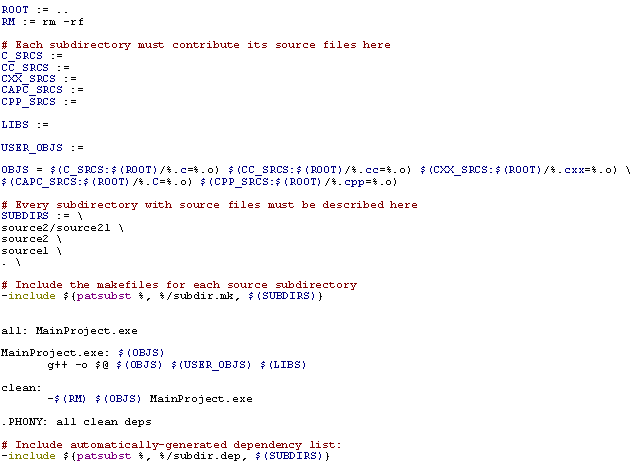 ROOT := ..
RM := rm -rf
# Each subdirectory must contribute its source files here
C_SRCS :=
CC_SRCS :=
CXX_SRCS :=
CAPC_SRCS :=
CPP_SRCS :=
LIBS :=
USER_OBJS :=
OBJS = $(C_SRCS:$(ROOT)/%.c=%.o) $(CC_SRCS:$(ROOT)/%.cc=%.o) $(CXX_SRCS:$(ROOT)/%.cxx=%.o) \
$(CAPC_SRCS:$(ROOT)/%.C=%.o) $(CPP_SRCS:$(ROOT)/%.cpp=%.o)
# Every subdirectory with source files must be described here
SUBDIRS := \
source2/source21 \
source2 \
source1 \
. \
# Include the makefiles for each source subdirectory
-include ${patsubst %, %/subdir.mk, $(SUBDIRS)}
all: MainProject.exe
MainProject.exe: $(OBJS)
g++ -o $@ $(OBJS) $(USER_OBJS) $(LIBS)
clean:
-$(RM) $(OBJS) MainProject.exe
.PHONY: all clean deps
# Include automatically-generated dependency list:
-include ${patsubst %, %/subdir.dep, $(SUBDIRS)}